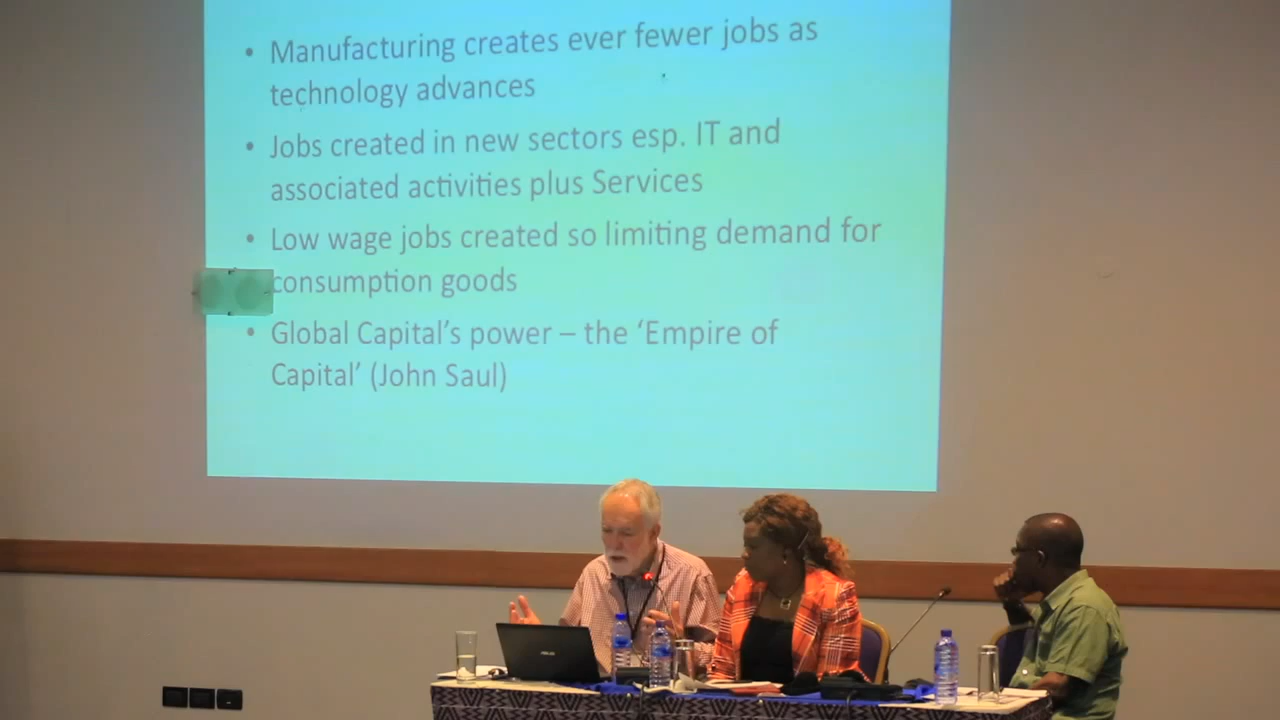 • Manufacturing creates ever fewer jobs as
technology advances
• Jobs created in new sectors esp. IT and
associated activities plus Services
• Low wage jobs created so limiting demand for
consumption goods
• Global Capital's power – the 'Empire of
Capital' (John Saul)
ASUS